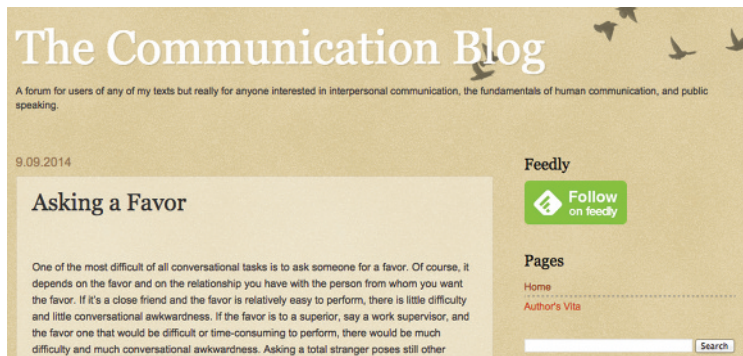 The Communication Blog
A forum for users of any of my texts but really for anyone interested in interpersonal communication, the fundamentals of human communication, and public
speaking.
9.09.2014
Asking a Favor
One of the most difficult of all conversational tasks is to ask someone for a favor. Of course, it
depends on the favor and on the relationship you have with the person from whom you want
the favor. If it's a close friend and the favor is relatively easy to perform, there is little difficulty
and little conversational awkwardness. If the favor is to a superior, say a work supervisor, and
the favor one that would be difficult or time-consuming to perform, there would be much
difficulty and much conversational awkwardness. Asking a total stranger poses still other
Feedly
Follow
on feedly
Pages
Home
Author's Vita
Search